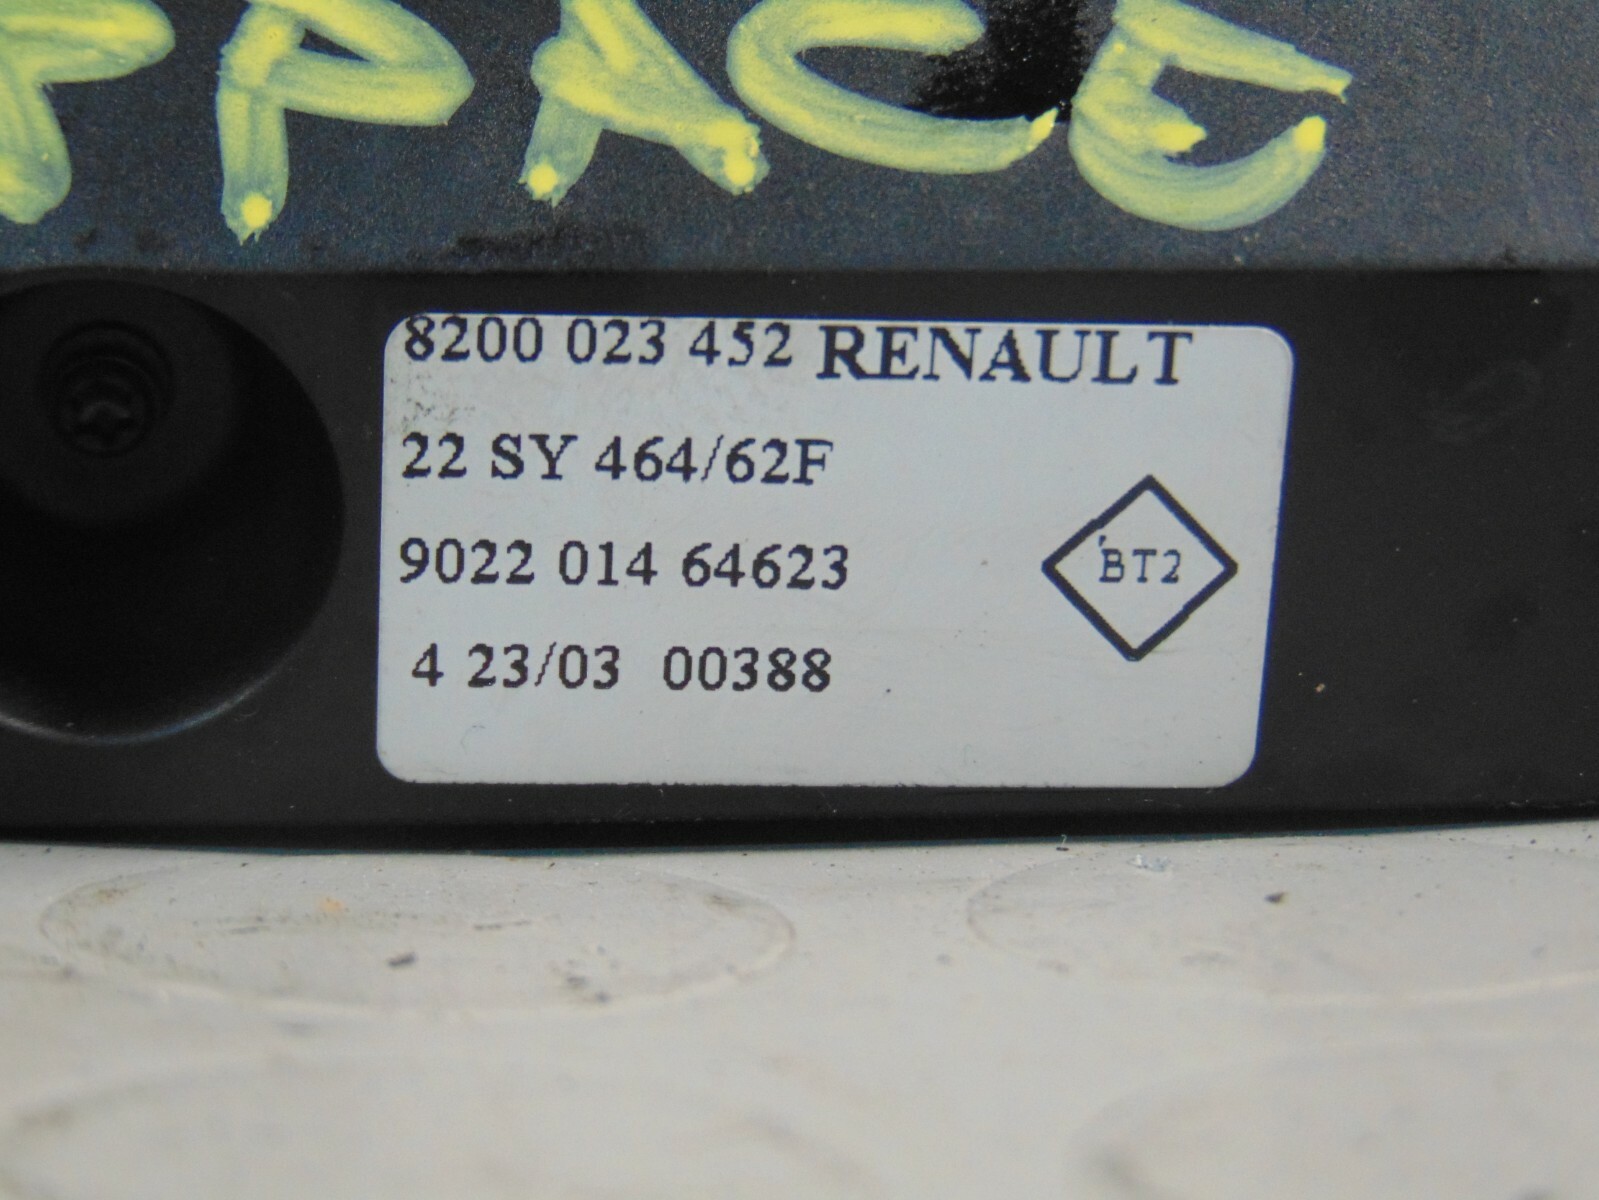 PACE
8200 023 452 RENAULT
22 SY 464/62F
9022 014 64623
BT2
4 23/03 00388